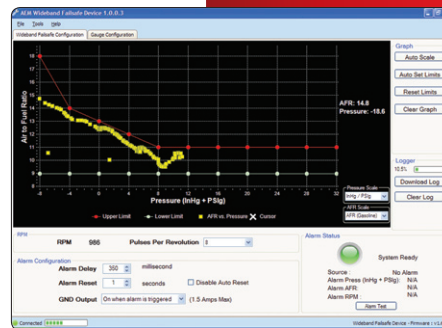 AEM Wideband Failsafe Device 1.0.0.3
File Tools Help
Wideband Failsafe Configuration Gauge Configuration
Air to Fuel Ratio
18
17
16
15
14
13
12
11
10
9
8
-8 -4 0 4 8 12 16 20 24 28 32
Pressure (InHg + PSIg)
Upper Limit Lower Limit AFR vs. Pressure Cursor
AFR: 14.8
Pressure: -18.6
Pressure Scale
InHg / PSIg
AFR Scale
AFR (Gasoline)
Graph
Auto Scale
Auto Set Limits
Reset Limits
Clear Graph
Logger
10.5%
Download Log
Clear Log
RPM
RPM 986 Pulses Per Revolution
Alarm Configuration
Alarm Delay 350 millisecond
Alarm Reset 1 seconds Disable Auto Reset
GND Output On when alarm is triggered (1.5 Amps Max)
Alarm Status
System Ready
Source : No Alarm
Alarm Press (InHg + PSIg): N/A
Alarm AFR: N/A
Alarm RPM : N/A
Alarm Test
Connected
Wideband Failsafe Device - Firmware :